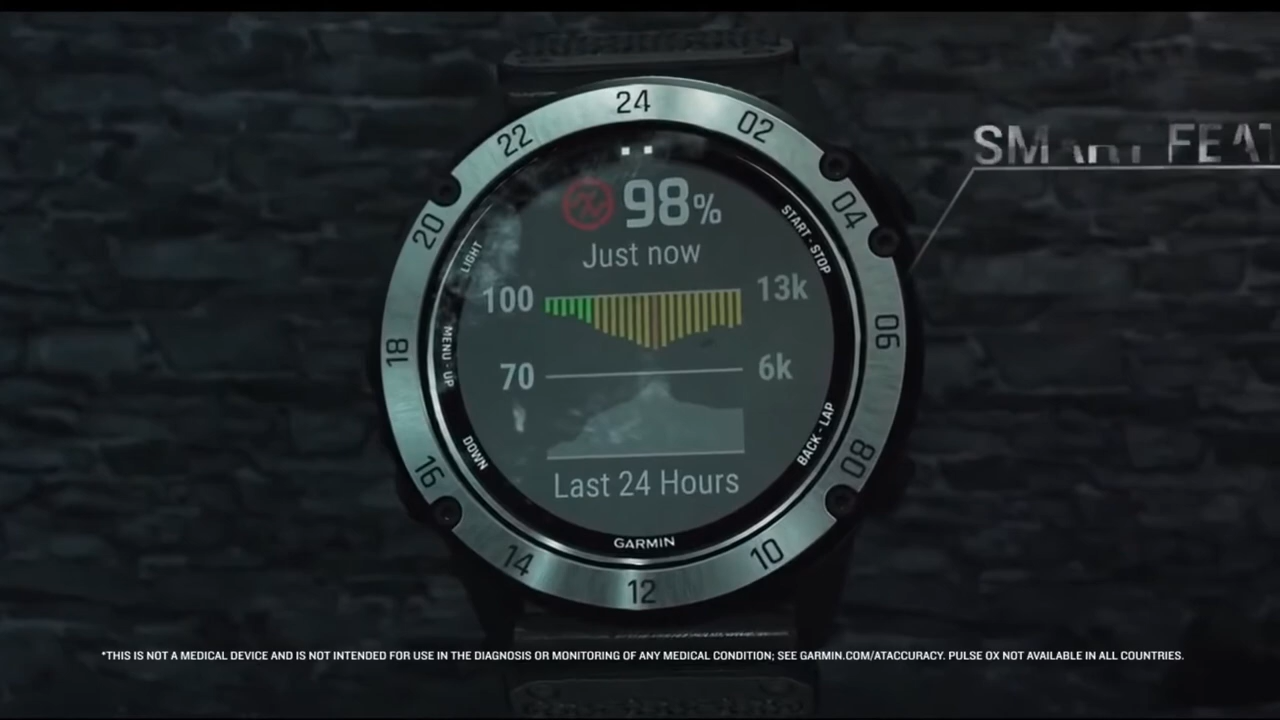 24
22
02
20
04
18
06
16
08
14
10
12
LIGHT
START · STOP
MENU · UP
DOWN
BACK · LAP
98%
Just now
100
13k
70
6k
Last 24 Hours
GARMIN
*THIS IS NOT A MEDICAL DEVICE AND IS NOT INTENDED FOR USE IN THE DIAGNOSIS OR MONITORING OF ANY MEDICAL CONDITION; SEE GARMIN.COM/ATACCURACY. PULSE OX NOT AVAILABLE IN ALL COUNTRIES.